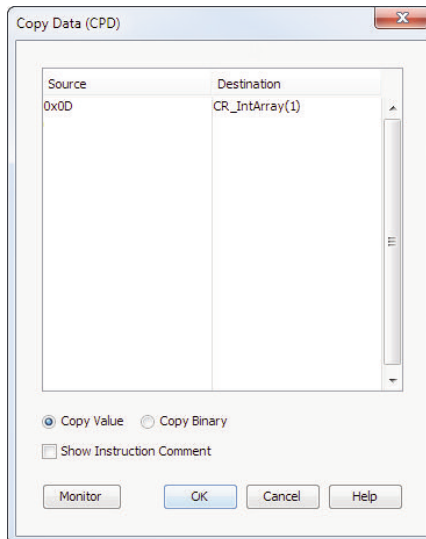 Copy Data (CPD)
Source Destination
0x0D CR_IntArray(1)
Copy Value Copy Binary
Show Instruction Comment
Monitor OK Cancel Help